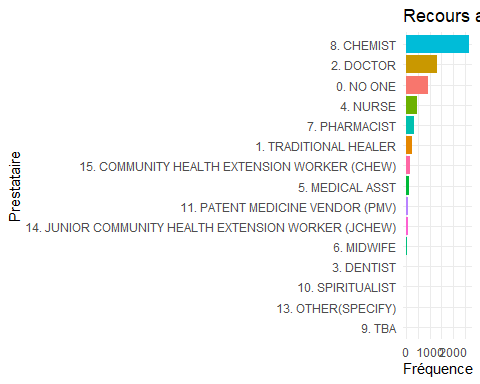 Recours a
8. CHEMIST
2. DOCTOR
0. NO ONE
4. NURSE
7. PHARMACIST
1. TRADITIONAL HEALER
15. COMMUNITY HEALTH EXTENSION WORKER (CHEW)
5. MEDICAL ASST
11. PATENT MEDICINE VENDOR (PMV)
14. JUNIOR COMMUNITY HEALTH EXTENSION WORKER (JCHEW)
6. MIDWIFE
3. DENTIST
10. SPIRITUALIST
13. OTHER(SPECIFY)
9. TBA
Prestataire
0 1000 2000
Fréquence